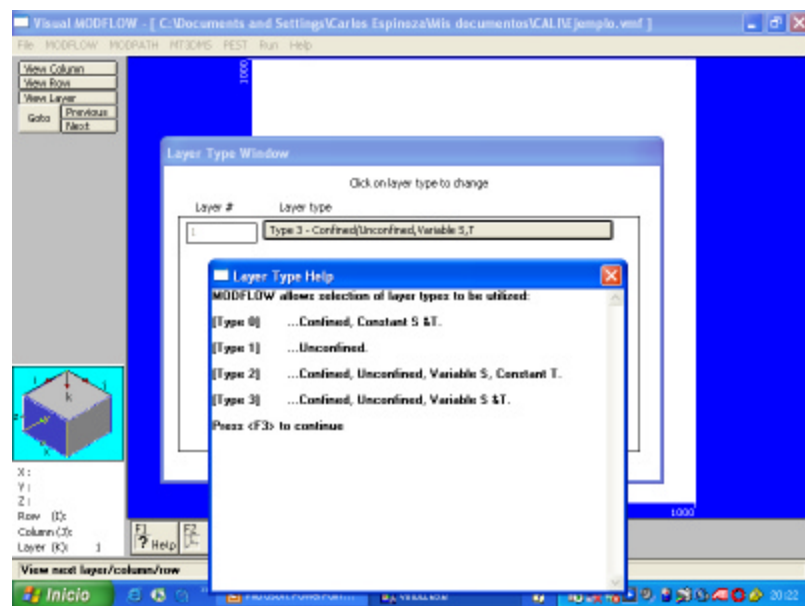 Visual MODFLOW - [ C:\Documents and Settings\Carlos Espinoza\Mis documentos\CALI\Ejemplo.vmf ]
File MODFLOW MODPATH MT3DMS PEST Run Help
View Column
View Row
View Layer
Goto
Previous
Next
1000
Layer Type Window
Click on layer type to change
Layer # Layer type
1 Type 3 - Confined/Unconfined,Variable S,T
Layer Type Help
MODFLOW allows selection of layer types to be utilized:
[Type 0] ...Confined, Constant S &T.
[Type 1] ...Unconfined.
[Type 2] ...Confined, Unconfined, Variable S, Constant T.
[Type 3] ...Confined, Unconfined, Variable S &T.
Press <F3> to continue
i j
k
z
y
x
X:
Y:
Z:
Row (I):
Column (J):
Layer (K): 1
F1 Help F2
1000
View next layer/column/row
Inicio
20:22